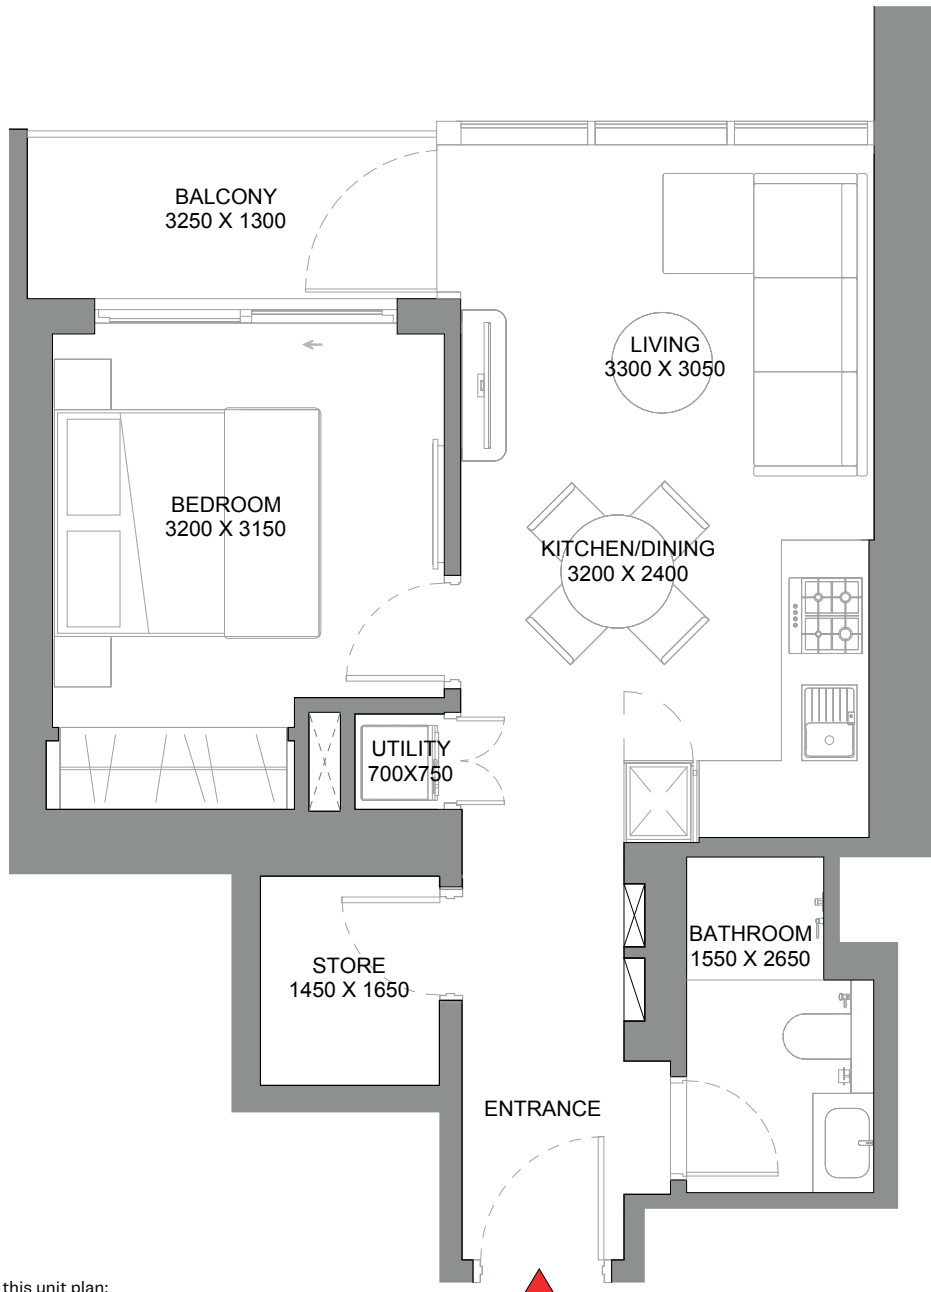 BALCONY
3250 X 1300
LIVING
3300 X 3050
BEDROOM
3200 X 3150
KITCHEN/DINING
3200 X 2400
UTILITY
700X750
BATHROOM
1550 X 2650
STORE
1450 X 1650
ENTRANCE
this unit plan: